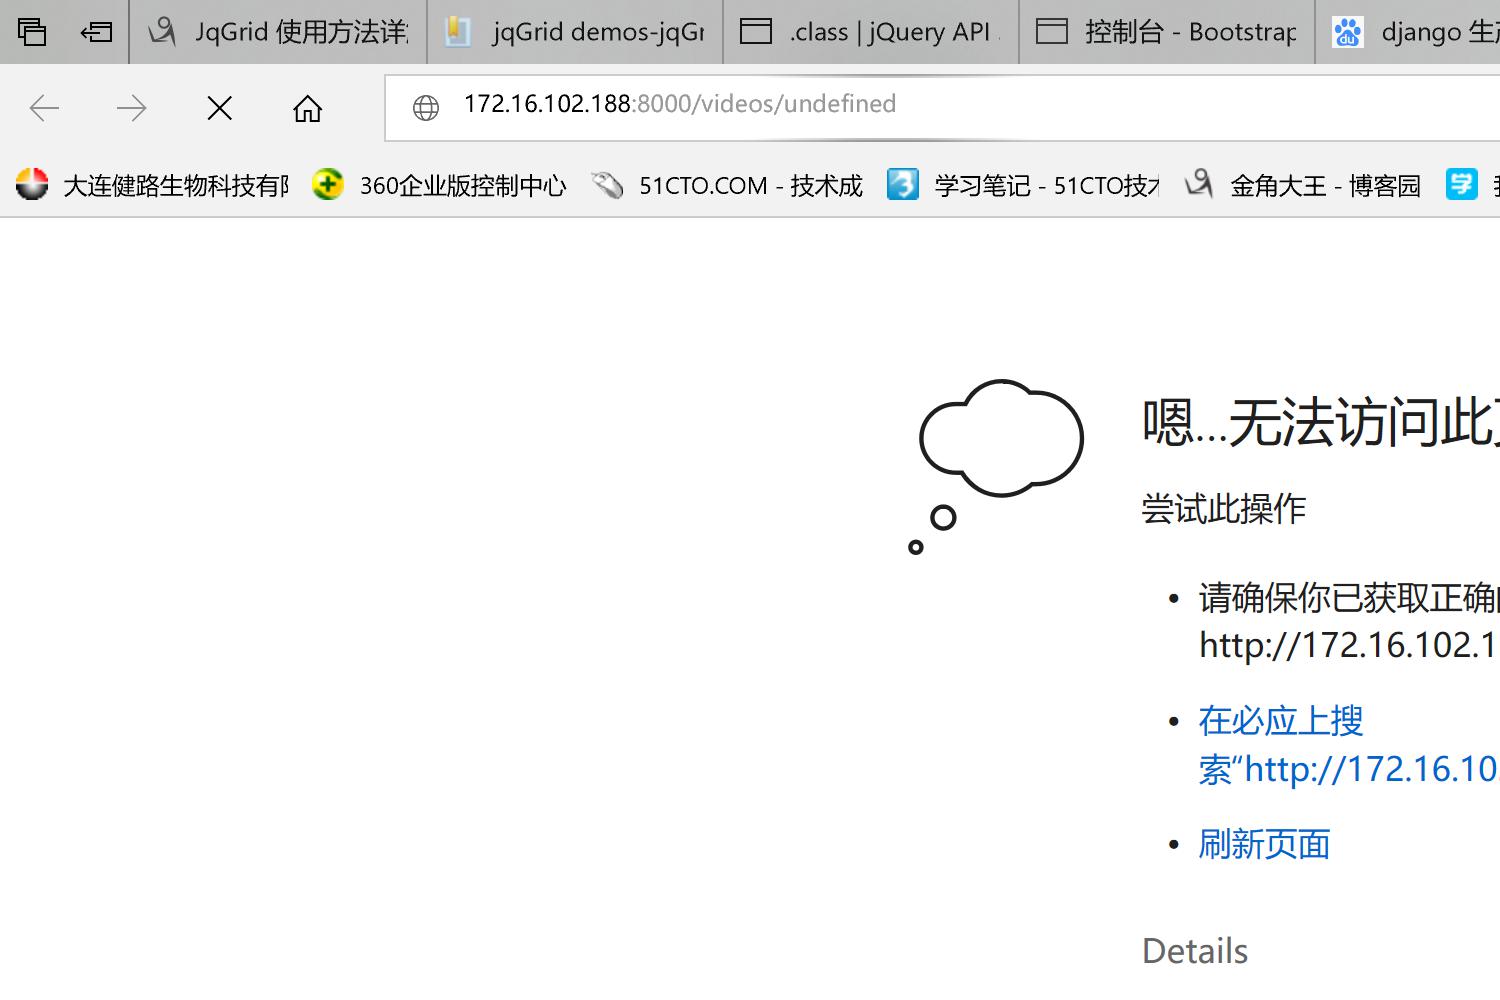 JqGrid 使用方法详
jqGrid demos-jqGr
.class | jQuery API
控制台 - Bootstrap
django 生
172.16.102.188:8000/videos/undefined
大连健路生物科技有
360企业版控制中心
51CTO.COM - 技术成
学习笔记 - 51CTO技
金角大王 - 博客园
学
嗯...无法访问此
尝试此操作
• 请确保你已获取正确
http://172.16.102.1
• 在必应上搜
索“http://172.16.10
• 刷新页面
Details